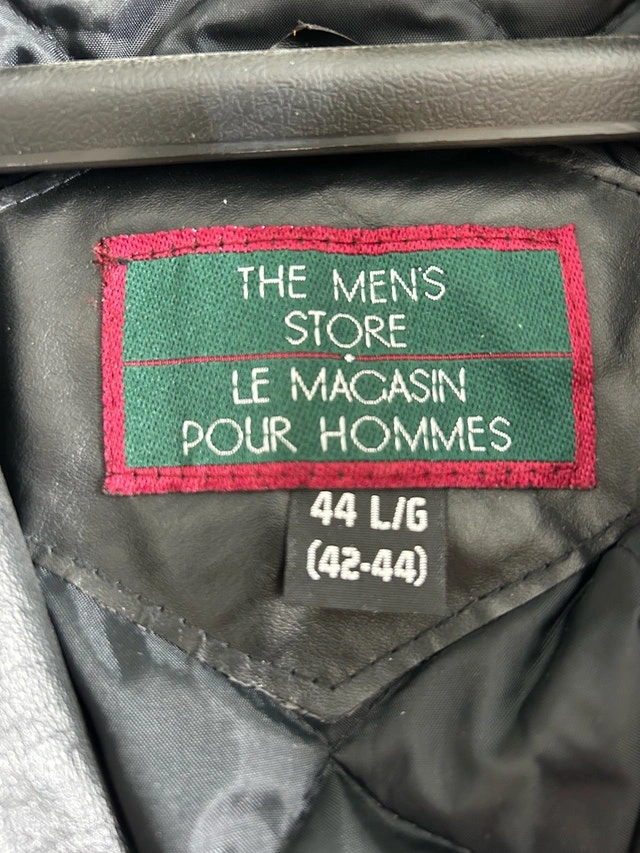 THE MEN'S
STORE
LE MAGASIN
POUR HOMMES
44 L/G
(42-44)